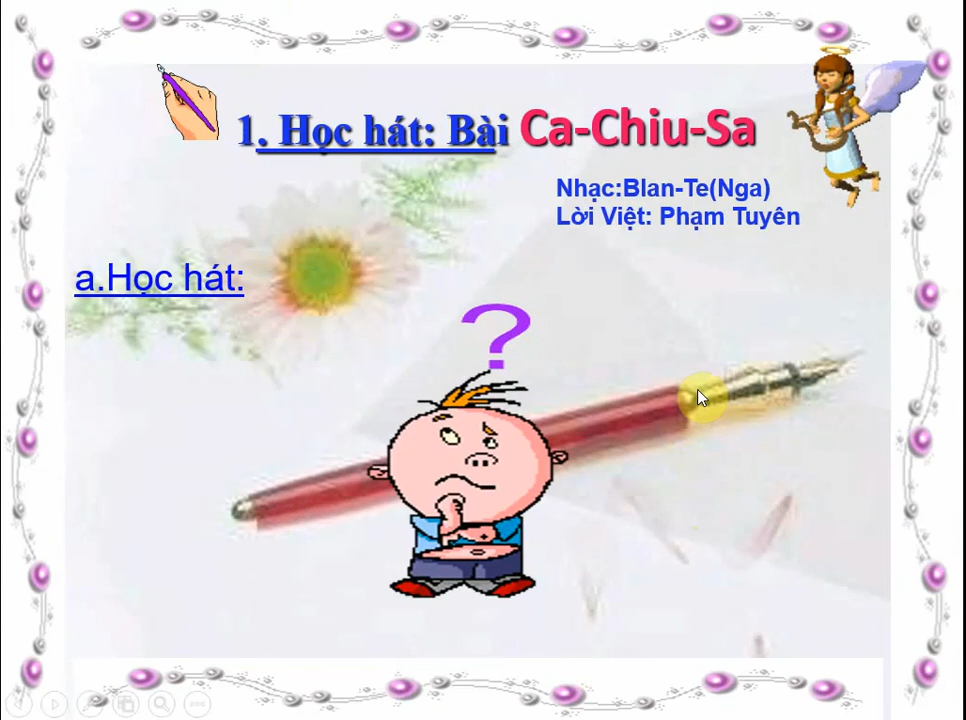 1. Học hát: Bài Ca-Chiu-Sa
Nhạc:Blan-Te(Nga)
Lời Việt: Phạm Tuyên
a.Học hát:
?